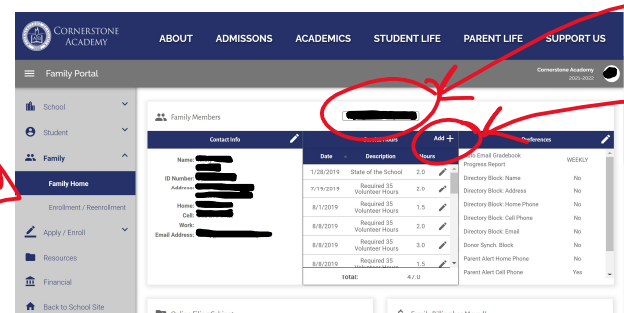 CORNERSTONE
ACADEMY
ABOUT ADMISSONS ACADEMICS STUDENT LIFE PARENT LIFE SUPPORT US
Family Portal
Cornerstone Academy
2021-2022
School
Student
Family
Family Home
Enrollment / Reenrollment
Apply / Enroll
Resources
Financial
Back to School Site
Family Members
Contact Info
Name:
ID Number:
Address:
Home:
Cell:
Work:
Email Address:
Hours Add +
Date Description Hours
1/28/2019 State of the School 2.0
7/19/2019 Required 35 Volunteer Hours 2.0
8/1/2019 Required 35 Volunteer Hours 1.5
8/8/2019 Required 35 Volunteer Hours 2.0
8/8/2019 Required 35 Volunteer Hours 3.0
8/8/2019 Required 35 Volunteer Hours 1.5
Total: 47.0
Preferences
Email Gradebook Progress Report WEEKLY
Directory Block: Name No
Directory Block: Address No
Directory Block: Home Phone No
Directory Block: Cell Phone No
Directory Block: Email No
Donor Synch. Block No
Parent Alert Home Phone No
Parent Alert Cell Phone Yes